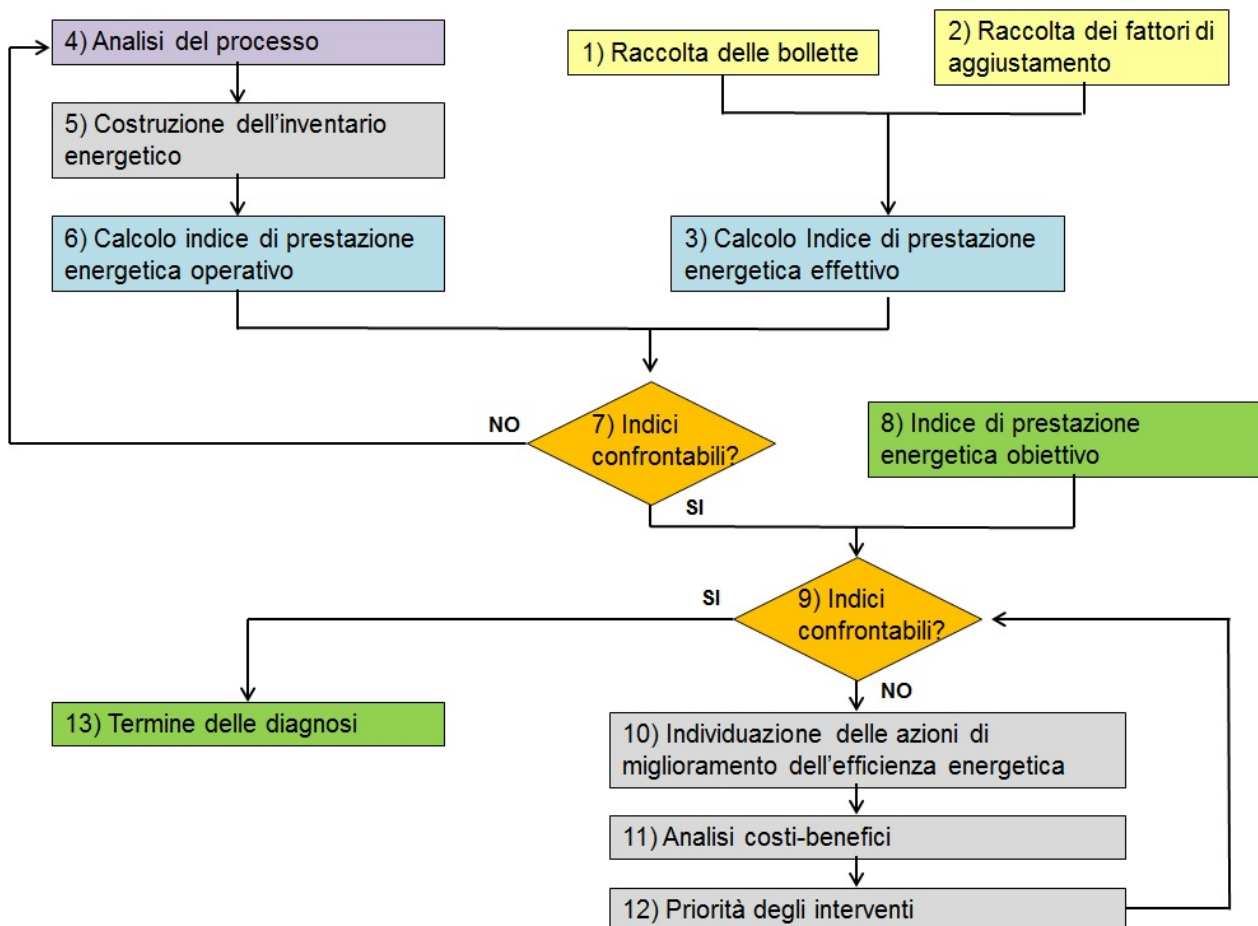 4) Analisi del processo
1) Raccolta delle bollette
2) Raccolta dei fattori di
aggiustamento
5) Costruzione dell'inventario
energetico
6) Calcolo indice di prestazione
energetica operativo
3) Calcolo Indice di prestazione
energetica effettivo
NO
7) Indici
confrontabili?
SI
8) Indice di prestazione
energetica obiettivo
SI
9) Indici
confrontabili?
NO
13) Termine delle diagnosi
10) Individuazione delle azioni di
miglioramento dell'efficienza energetica
11) Analisi costi-benefici
12) Priorità degli interventi